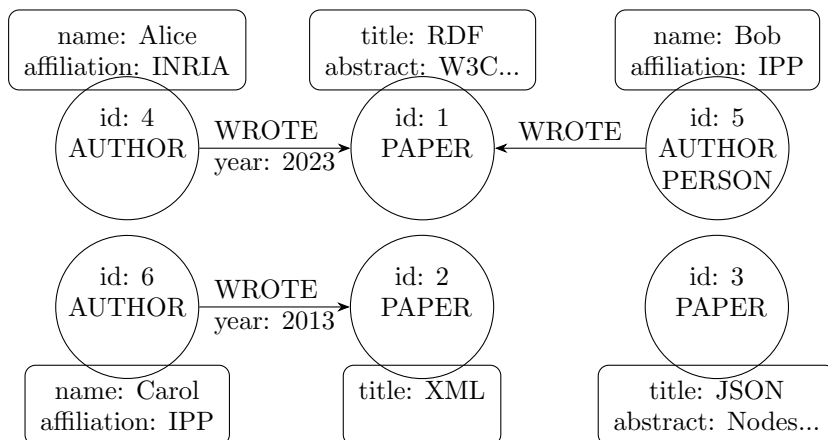 name: Alice
affiliation: INRIA
title: RDF
abstract: W3C...
name: Bob
affiliation: IPP
id: 4
AUTHOR
WROTE
year: 2023
id: 1
PAPER
WROTE
id: 5
AUTHOR
PERSON
id: 6
AUTHOR
WROTE
year: 2013
id: 2
PAPER
id: 3
PAPER
name: Carol
affiliation: IPP
title: XML
title: JSON
abstract: Nodes...